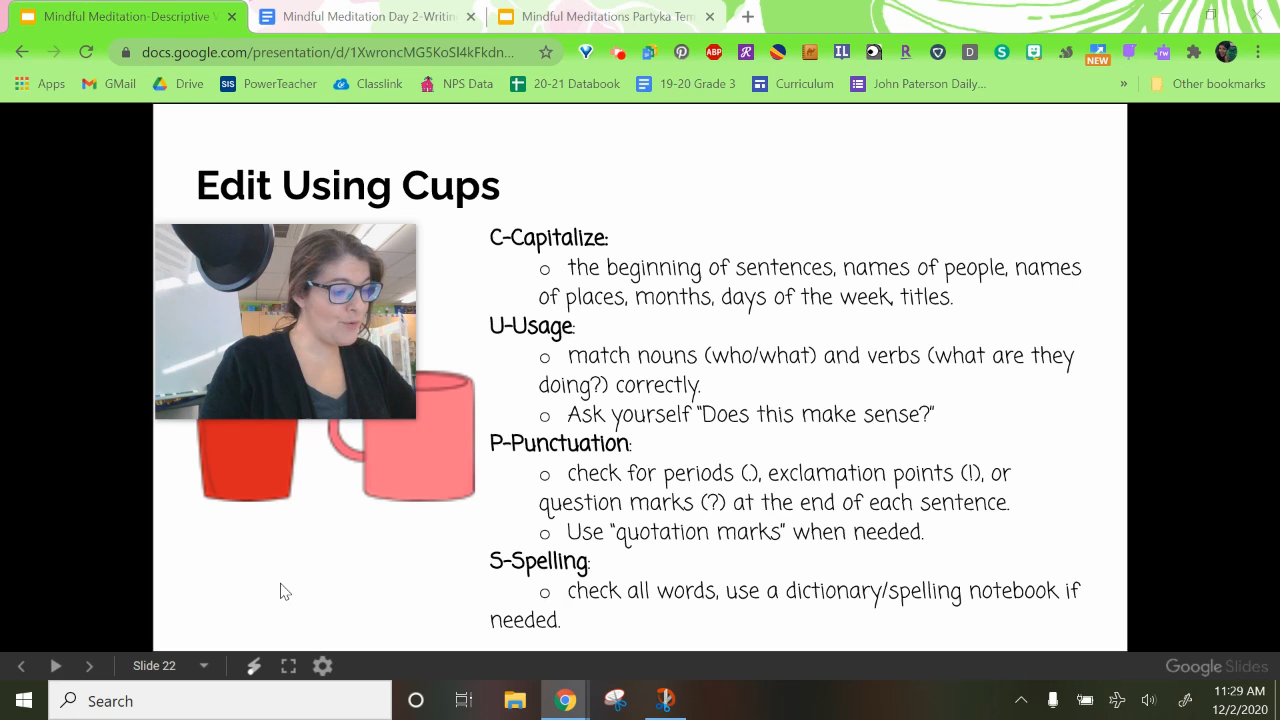 Mindful Meditation-Descriptive W
Mindful Meditation Day 2-Writin
Mindful Meditations Partyka Tem
docs.google.com/presentation/d/1XwroncMG5KoSl4kFkdn...
ABP
IL
R
D
S
rw
NEW
Apps
GMail
Drive
SIS
PowerTeacher
Classlink
NPS Data
20-21 Databook
19-20 Grade 3
Curriculum
John Paterson Daily...
»
Other bookmarks
Edit Using Cups
C-Capitalize:
o the beginning of sentences, names of people, names
of places, months, days of the week, titles.
U-Usage:
o match nouns (who/what) and verbs (what are they
doing?) correctly.
o Ask yourself “Does this make sense?”
P-Punctuation:
o check for periods (.), exclamation points (!), or
question marks (?) at the end of each sentence.
o Use “quotation marks” when needed.
S-Spelling:
o check all words, use a dictionary/spelling notebook if
needed.
Slide 22
Google Slides
Search
11:29 AM
12/2/2020